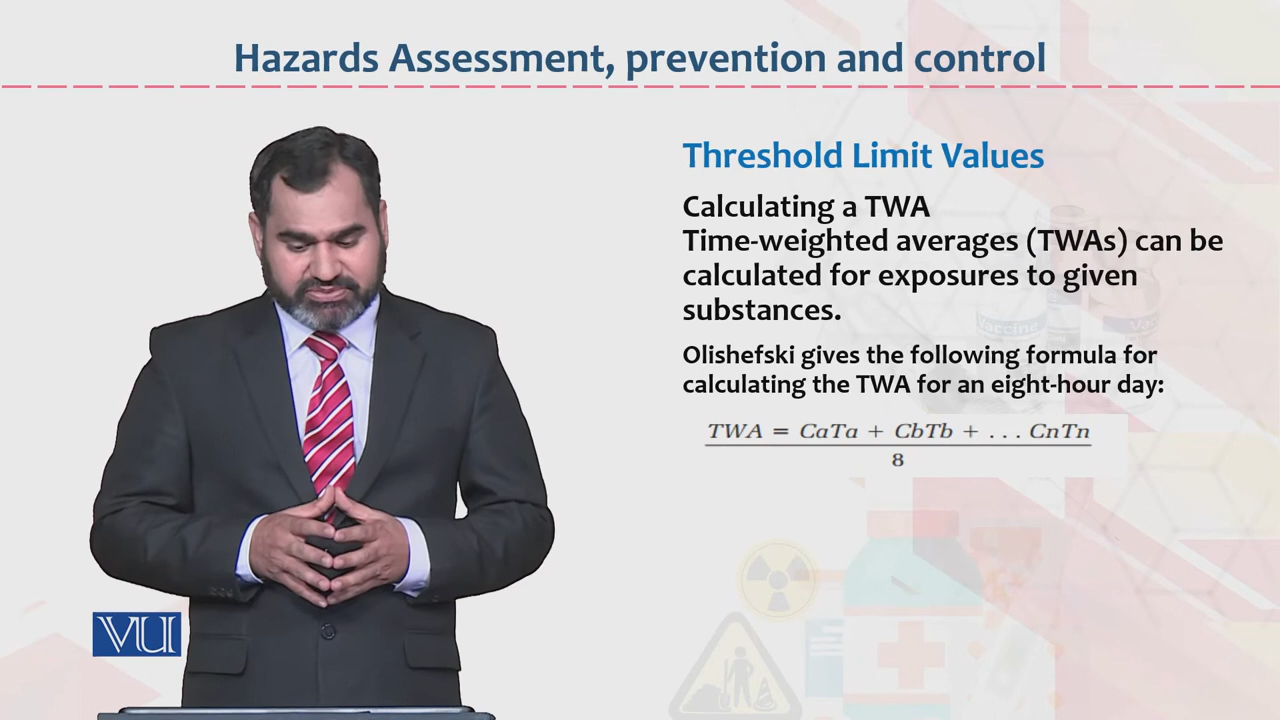 Hazards Assessment, prevention and control
Threshold Limit Values
Calculating a TWA
Time-weighted averages (TWAs) can be
calculated for exposures to given
substances.
Olishefski gives the following formula for
calculating the TWA for an eight-hour day:
TWA = CaTa + CbTb + . . . CnTn
8
Vaccine
VU